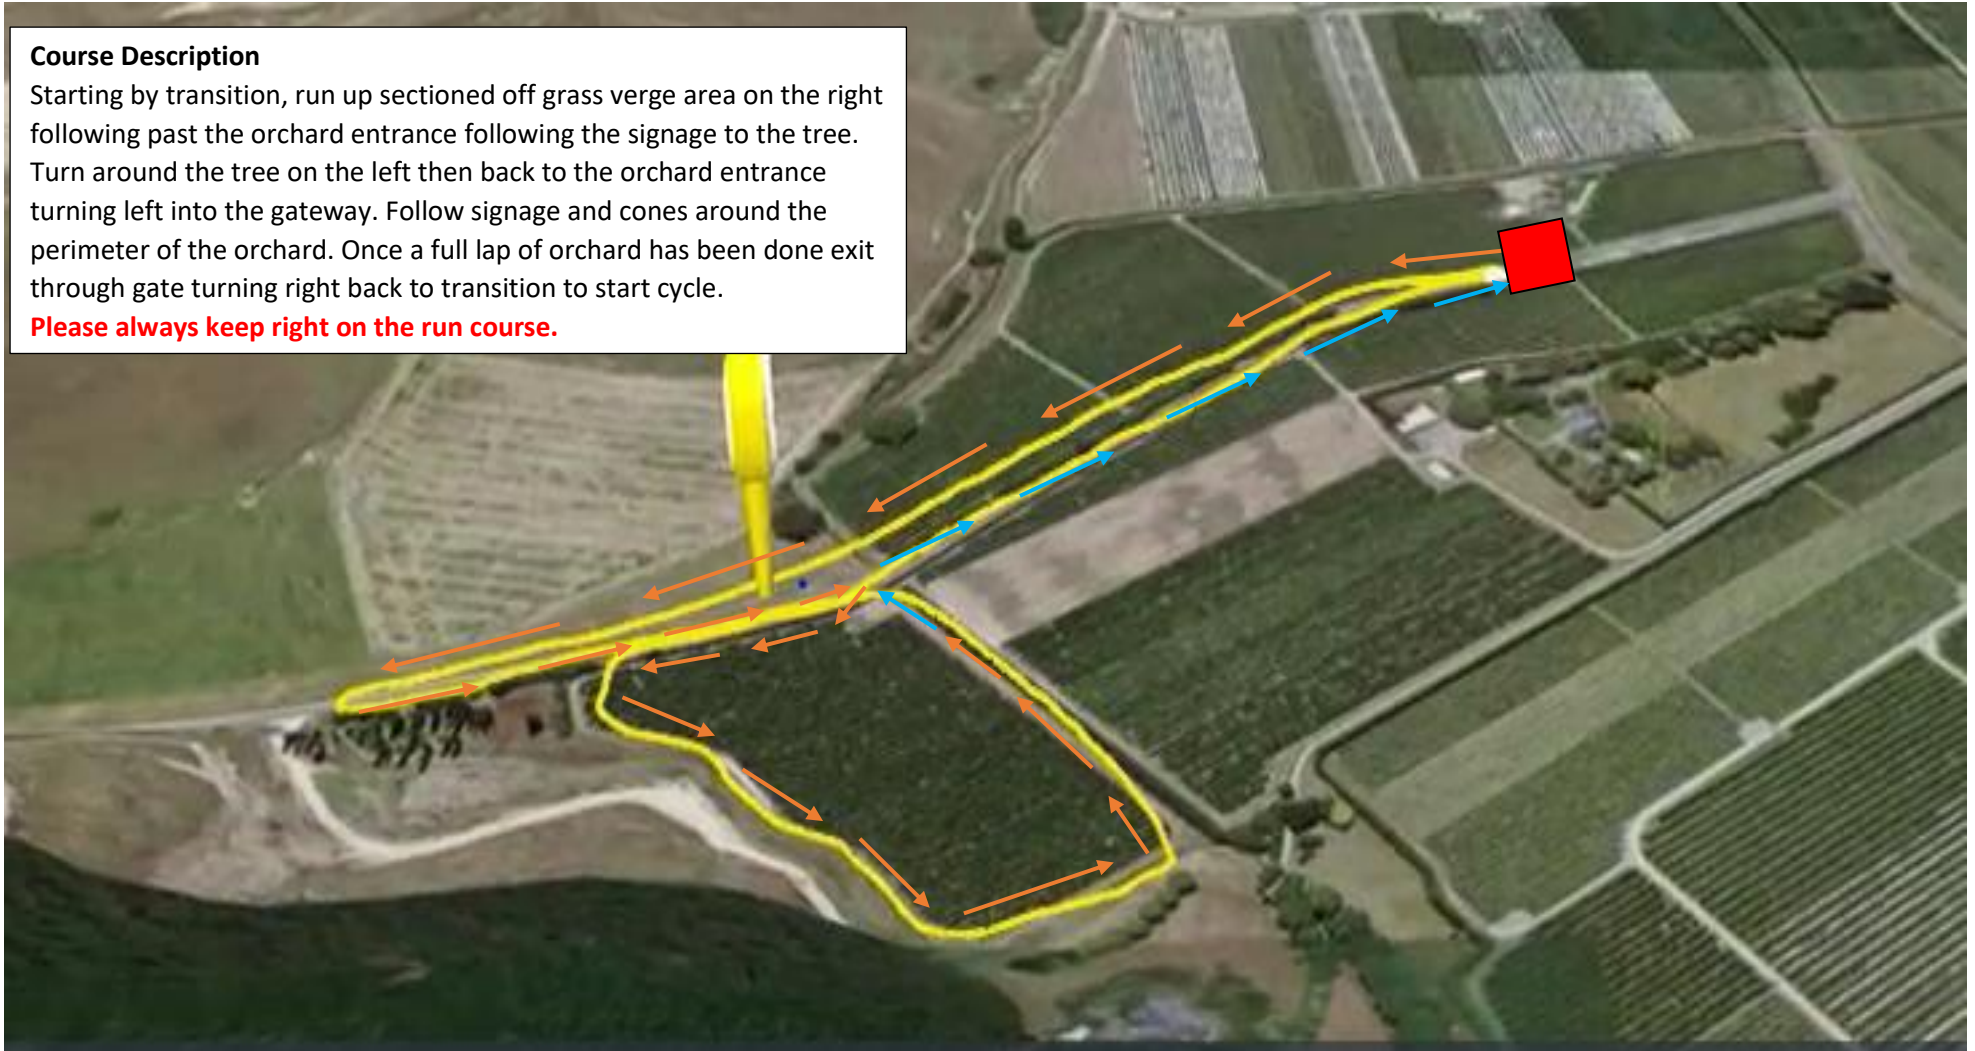 Course Description
Starting by transition, run up sectioned off grass verge area on the right
following past the orchard entrance following the signage to the tree.
Turn around the tree on the left then back to the orchard entrance
turning left into the gateway. Follow signage and cones around the
perimeter of the orchard. Once a full lap of orchard has been done exit
through gate turning right back to transition to start cycle.
Please always keep right on the run course.